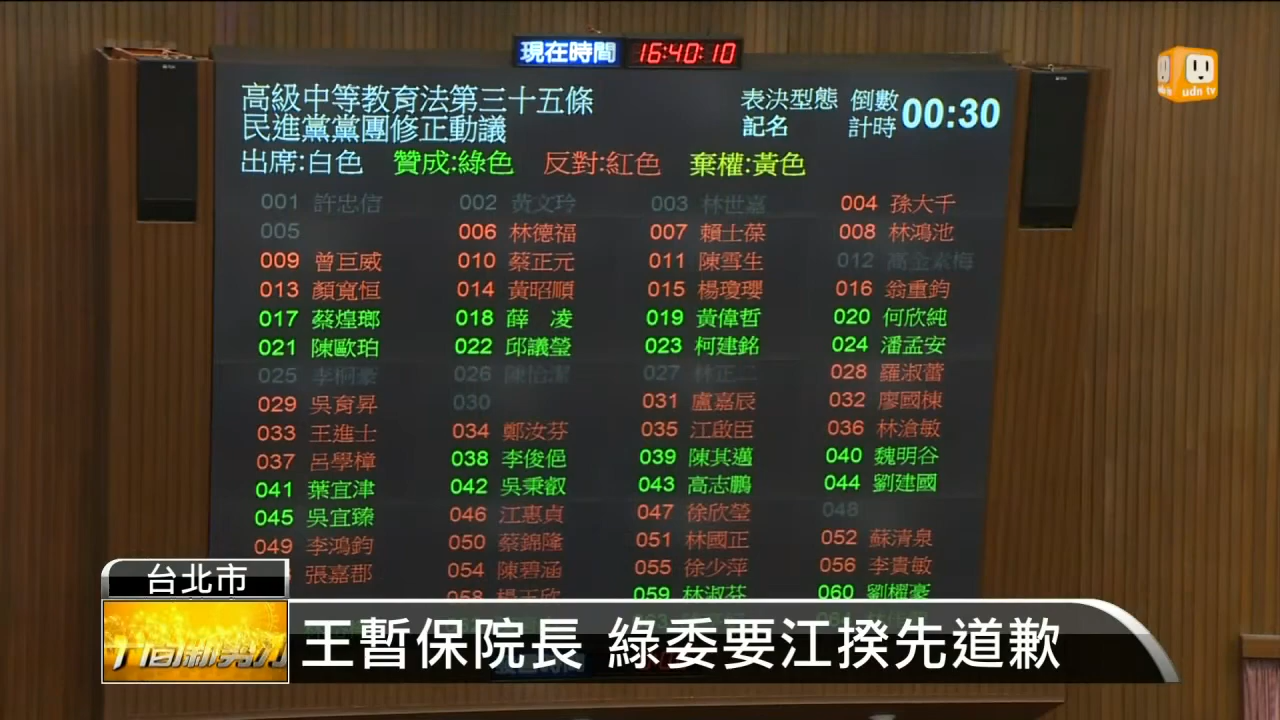 現在時間 16:40:10
udn tv
高級中等教育法第三十五條
民進黨黨團修正動議
表決型態 記名
倒數計時 00:30
出席:白色 贊成:綠色 反對:紅色 棄權:黃色
001 許忠信 002 黃文玲 003 林世嘉 004 孫大千
005 006 林德福 007 賴士葆 008 林鴻池
009 曾巨威 010 蔡正元 011 陳雪生 012 高金素梅
013 顏寬恒 014 黃昭順 015 楊瓊瓔 016 翁重鈞
017 蔡煌瑯 018 薛 凌 019 黃偉哲 020 何欣純
021 陳歐珀 022 邱議瑩 023 柯建銘 024 潘孟安
025 李桐豪 026 陳怡潔 027 林正二 028 羅淑蕾
029 吳育昇 030 031 盧嘉辰 032 廖國棟
033 王進士 034 鄭汝芬 035 江啟臣 036 林滄敏
037 呂學樟 038 李俊俋 039 陳其邁 040 魏明谷
041 葉宜津 042 吳秉叡 043 高志鵬 044 劉建國
045 吳宜臻 046 江惠貞 047 徐欣瑩 048
049 李鴻鈞 050 蔡錦隆 051 林國正 052 蘇清泉
張嘉郡 054 陳碧涵 055 徐少萍 056 李貴敏
058 楊玉欣 059 林淑芬 060 劉櫂豪
台北市
王暫保院長 綠委要江揆先道歉